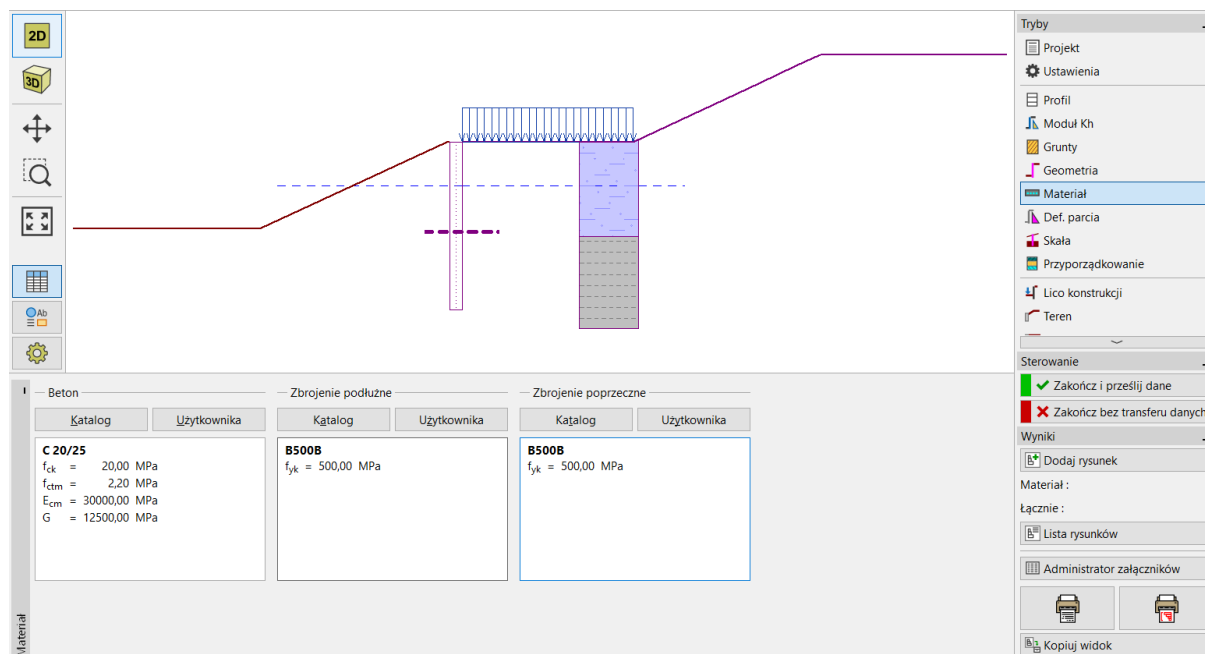 2D
3D
Ab
Tryby
Projekt
Ustawienia
Profil
Moduł Kh
Grunty
Geometria
Materiał
Def. parcia
Skała
Przyporządkowanie
Lico konstrukcji
Teren
Sterowanie
Zakończ i prześlij dane
Zakończ bez transferu danych
Wyniki
Dodaj rysunek
Materiał :
Łącznie :
Lista rysunków
Administrator załączników
Kopiuj widok
Materiał
Beton
Katalog Użytkownika
C 20/25
fck = 20,00 MPa
fctm = 2,20 MPa
Ecm = 30000,00 MPa
G = 12500,00 MPa
Zbrojenie podłużne
Katalog Użytkownika
B500B
fyk = 500,00 MPa
Zbrojenie poprzeczne
Katalog Użytkownika
B500B
fyk = 500,00 MPa